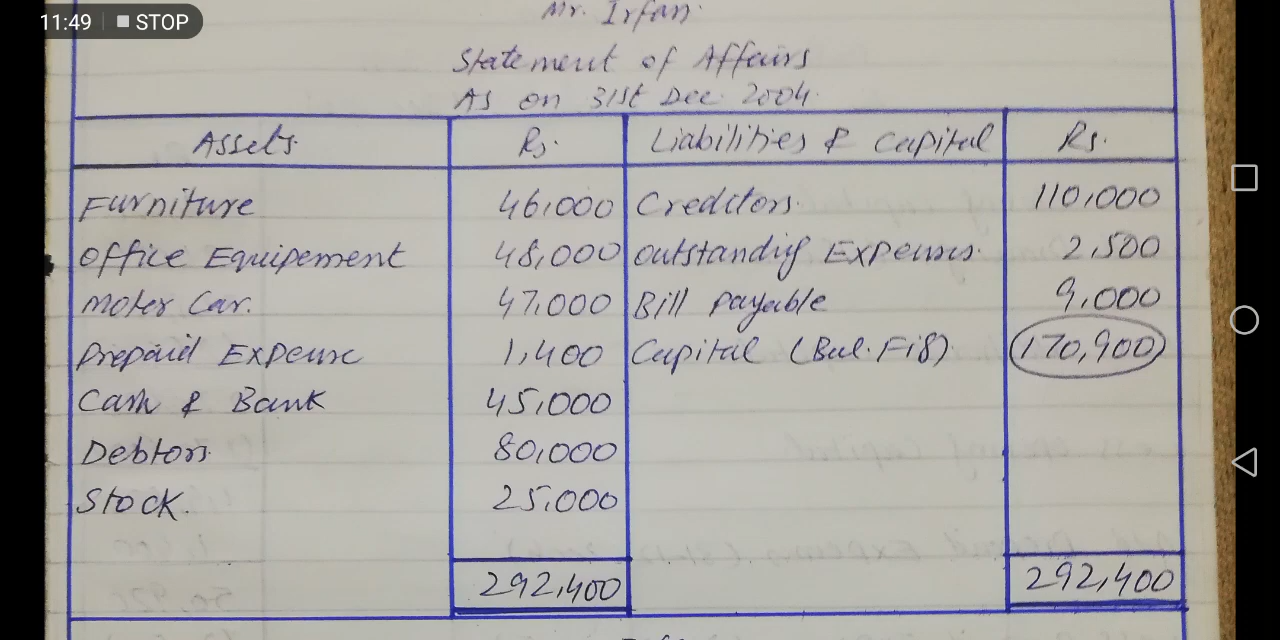 11:49 STOP
Mr. Irfan.
Statement of Affairs
As on 31st Dec. 2004.
Assets. Rs. Liabilities & Capital Rs.
Furniture 46,000 Creditors. 110,000
Office Equipement 48,000 Outstanding Expenses. 2,500
Moter Car. 47,000 Bill Payable 9,000
Prepaid Expense 1,400 Capital (Bal. Fig). 170,900
Cash & Bank 45,000
Debtors. 80,000
Stock. 25,000
292,400 292,400